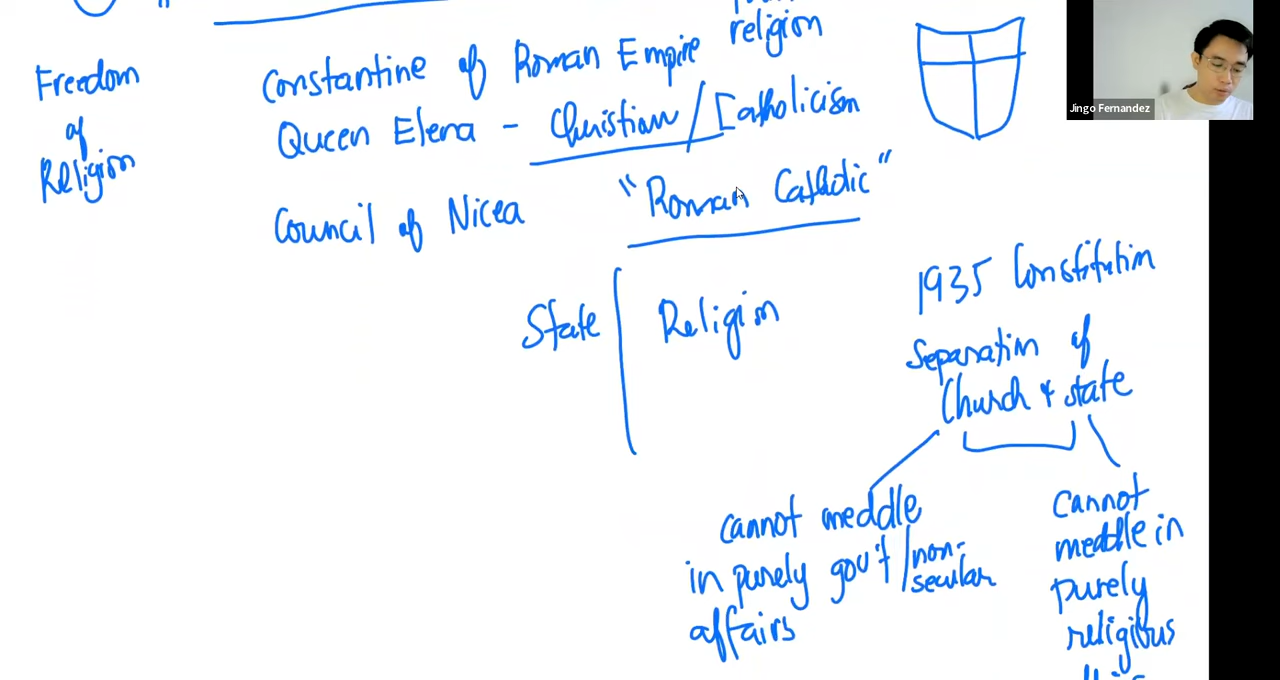 religion
Jingo Fernandez
Freedom
of
Religion
Constantine of Roman Empire
Queen Elena - Christian / Catholicism
"Roman Catholic"
Council of Nicea
State | Religion
1935 Constitution
Separation of
Church & state
cannot meddle
in purely gov't / non-
secular
affairs
Cannot
meddle in
purely
religious